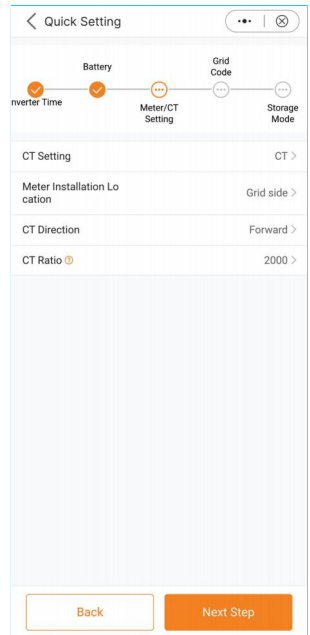 Quick Setting
Battery
Grid
Code
nverter Time
Meter/CT
Setting
Storage
Mode
CT Setting
CT
Meter Installation Lo
cation
Grid side
CT Direction
Forward
CT Ratio
2000
Back
Next Step